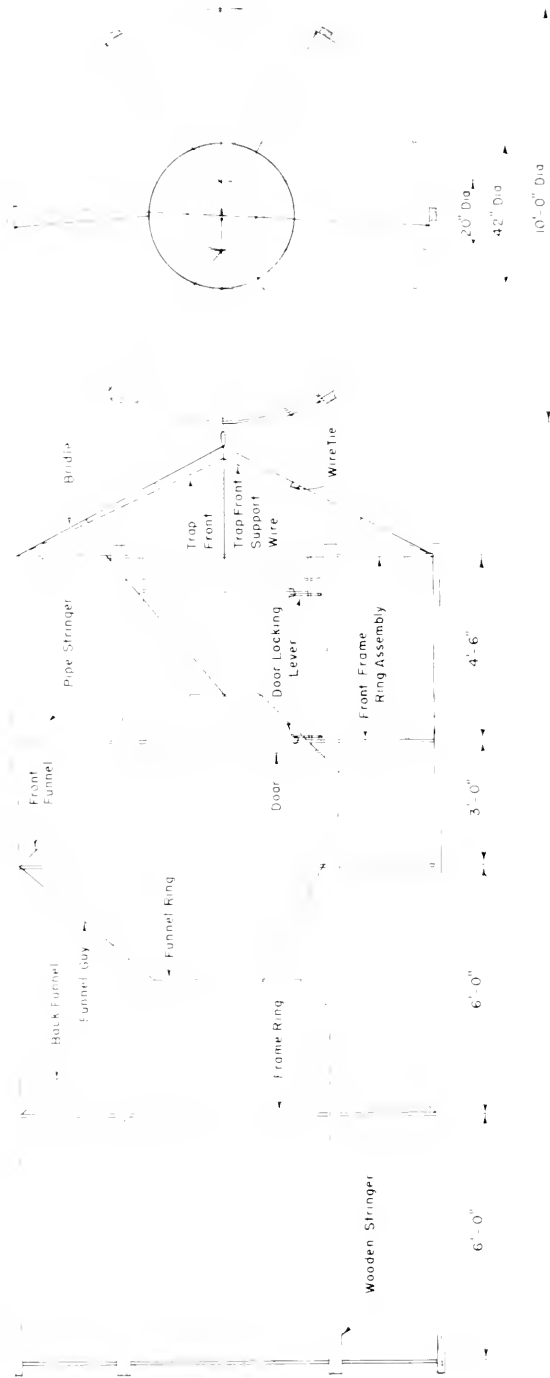 Bridle
Pipe Stringer
Front
Funnel
Back Funnel
Funnel Guy
Funnel Ring
Frame Ring
Wooden Stringer
Trap
Front
Trap Front
Support
Wire
Wire Tie
Door Locking
Lever
Door
Front Frame
Ring Assembly
6'-0"
6'-0"
3'-0"
4'-6"
20" Dia
42" Dia
10'-0" Dia